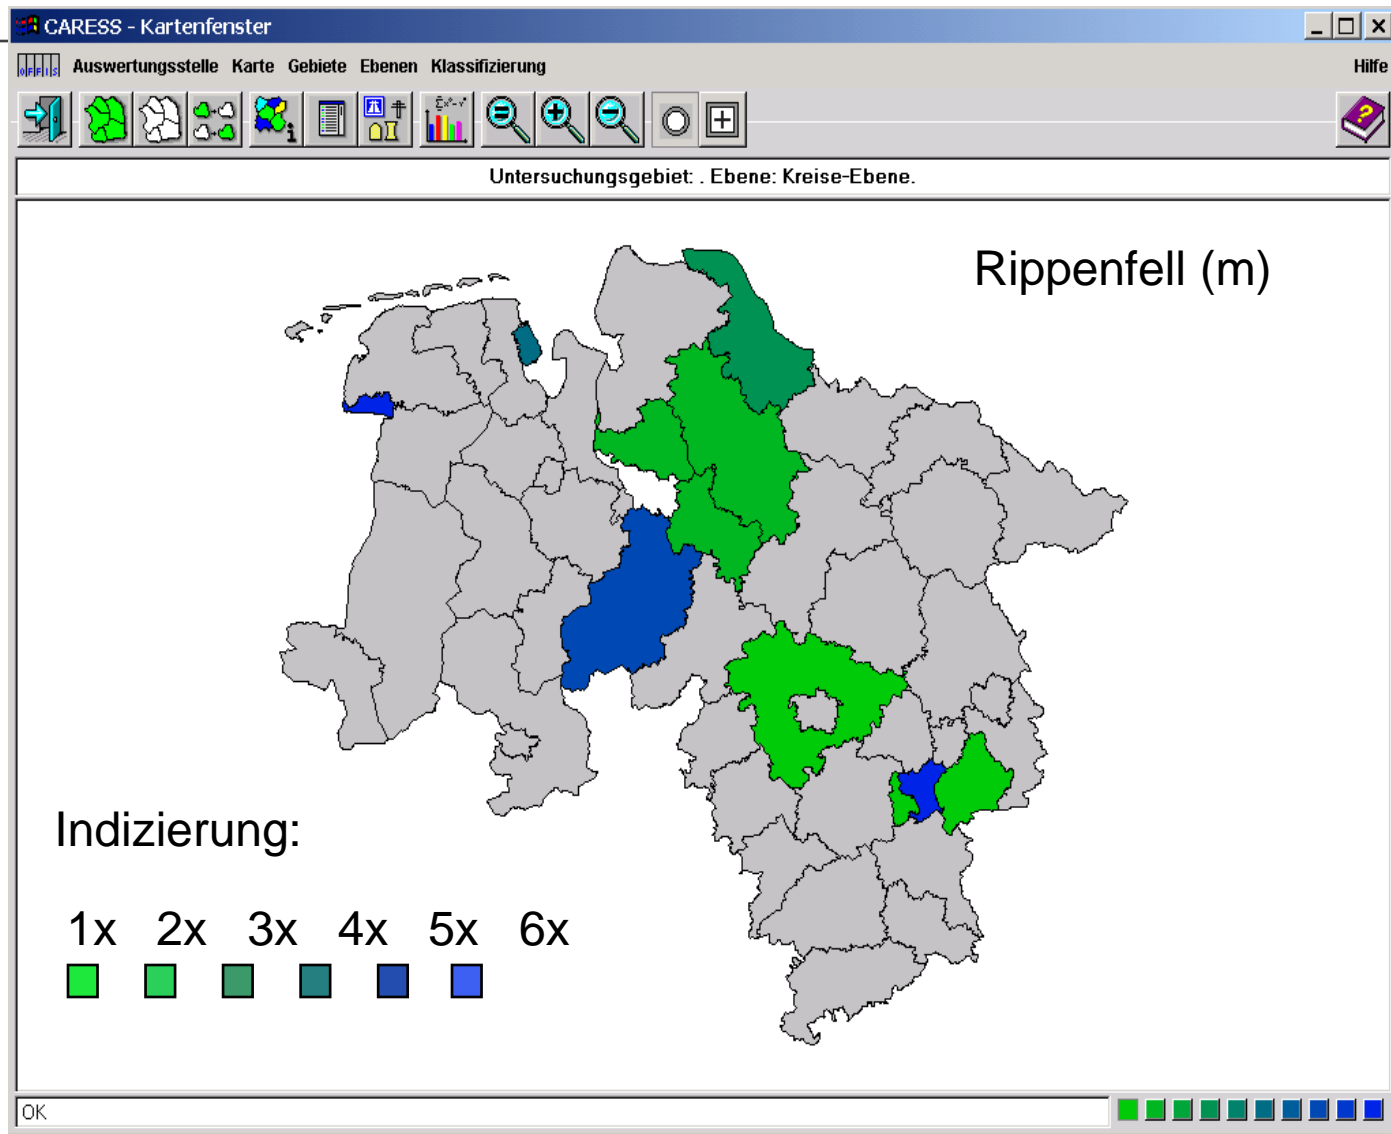 CARESS - Kartenfenster
OFFIS Auswertungsstelle Karte Gebiete Ebenen Klassifizierung Hilfe
Untersuchungsgebiet: . Ebene: Kreise-Ebene.
Rippenfell (m)
Indizierung:
1x 2x 3x 4x 5x 6x
OK